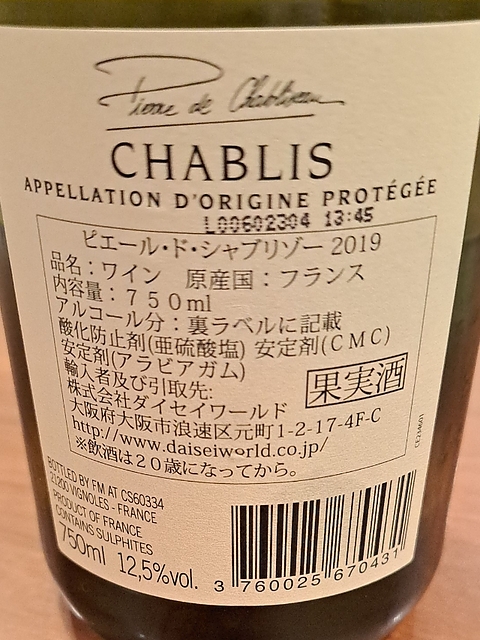 Pierre de Chabliseau
CHABLIS
APPELLATION D'ORIGINE PROTÉGÉE
L00602304 13:45
ピエール・ド・シャブリゾー 2019
品名：ワイン 原産国：フランス
内容量：750ml
アルコール分：裏ラベルに記載
酸化防止剤(亜硫酸塩) 安定剤(CMC)
安定剤(アラビアガム)
輸入者及び引取先:
果実酒
株式会社ダイセイワールド
大阪府大阪市浪速区元町1-2-17-4F-C
http://www.daiseiworld.co.jp/
※飲酒は20歳になってから。
BOTTLED BY FM AT CS60334
21200 VIGNOLES - FRANCE
PRODUCT OF FRANCE
CONTAINS SULPHITES
750ml 12,5%vol.
3 760025 670431